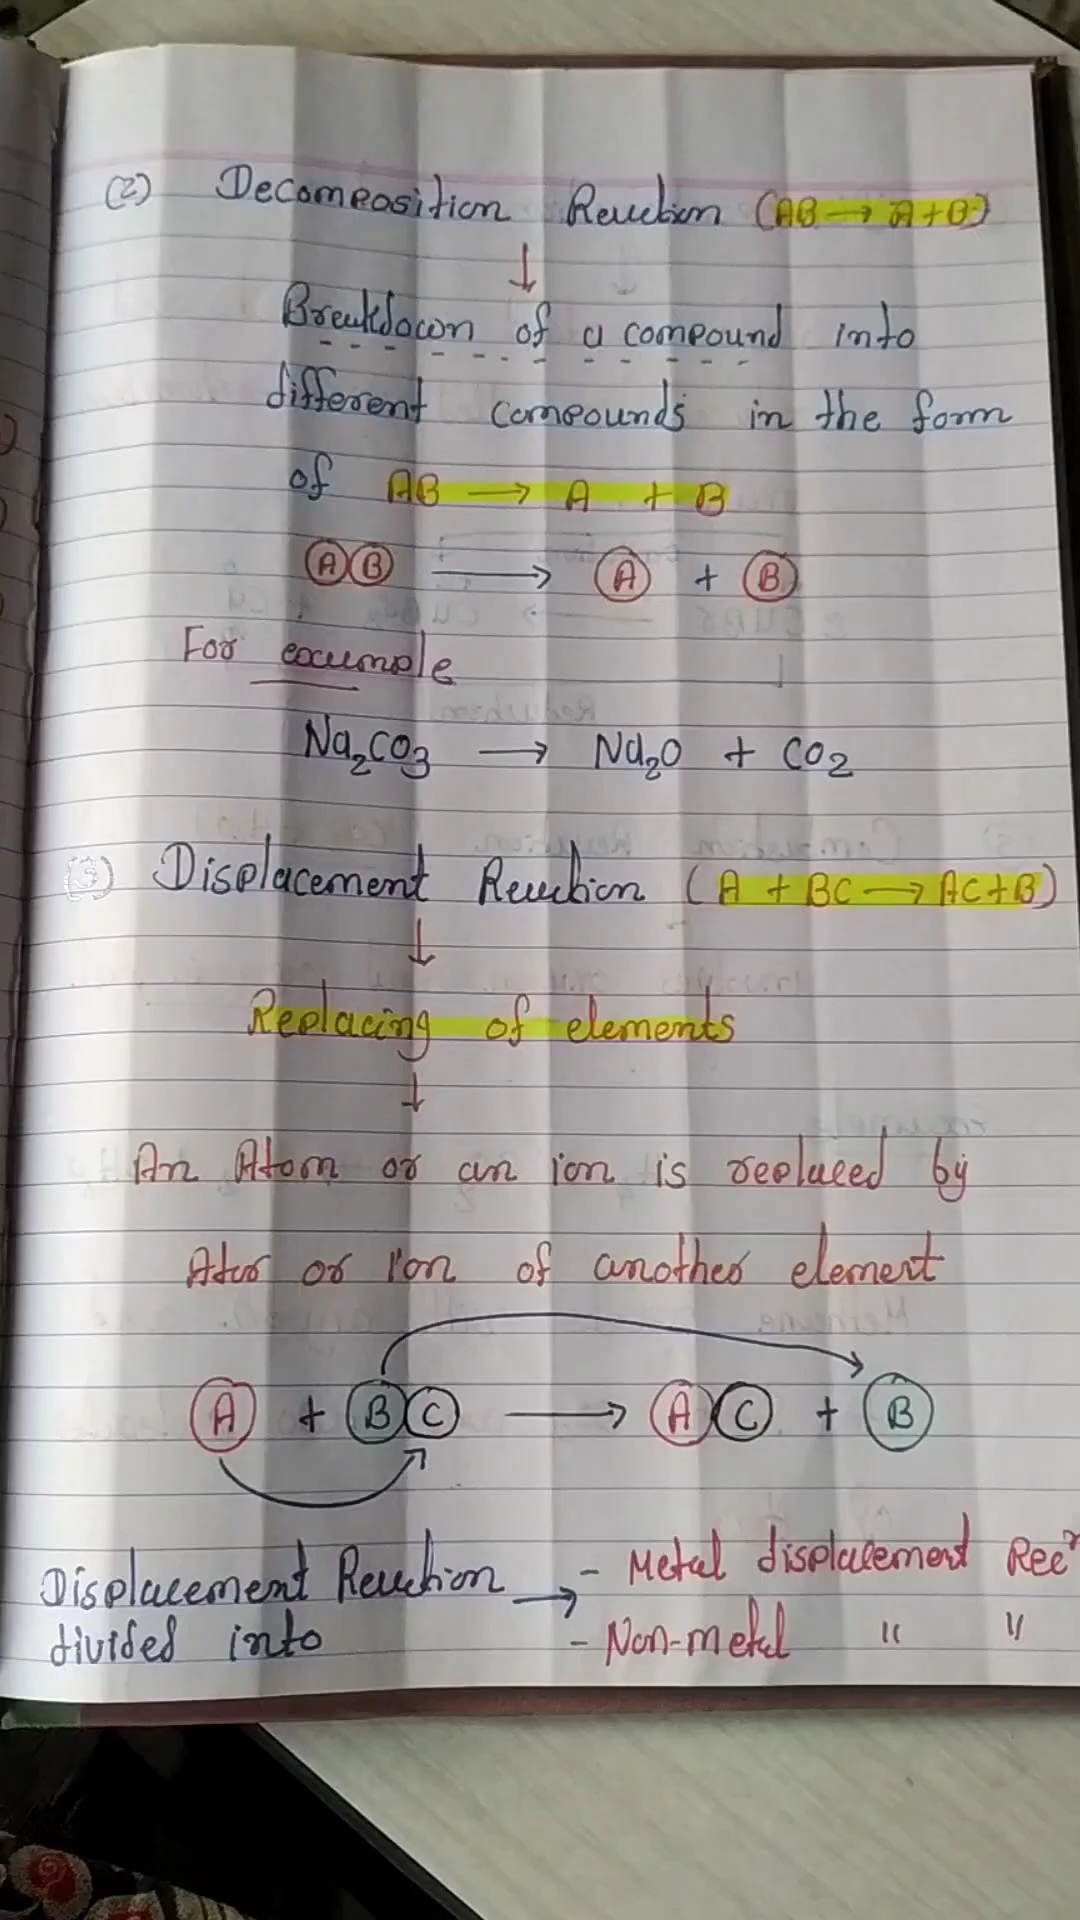 (2) Decomposition Reaction (AB → A+B)
↓
Breakdown of a compound into
different compounds in the form
of AB → A + B
A B → A + B
For example
Na₂CO₃ → Na₂O + CO₂
(3) Displacement Reaction (A + BC → AC+B)
↓
Replacing of elements
↓
An Atom or an ion is replaced by
Ator or ion of another element
A + B C → A C + B
Displacement Reaction → - Metal displacement Recⁿ
divided into - Non-metal " "